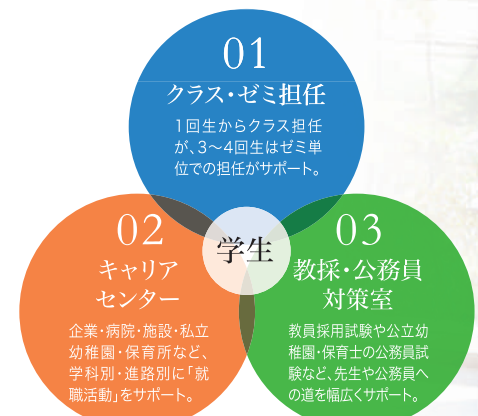 01
クラス・ゼミ担任
1回生からクラス担任
が、3〜4回生はゼミ単
位での担任がサポート。
学生
02
キャリア
センター
企業・病院・施設・私立
幼稚園・保育所など、
学科別・進路別に「就
職活動」をサポート。
03
教採・公務員
対策室
教員採用試験や公立幼
稚園・保育士の公務員試
験など、先生や公務員へ
の道を幅広くサポート。